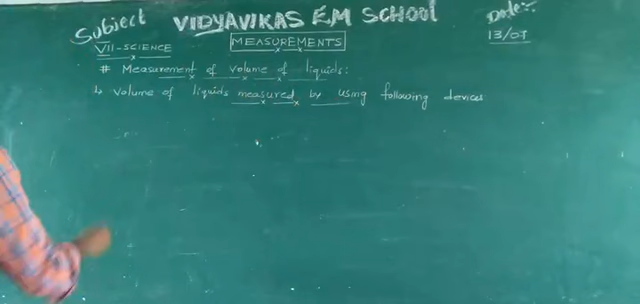 Subject VIDYAVIKAS E.M SCHOOL Date:-
VII-SCIENCE MEASUREMENTS 13/07
# Measurement of volume of liquids:
↳ Volume of liquids measured by using following devices